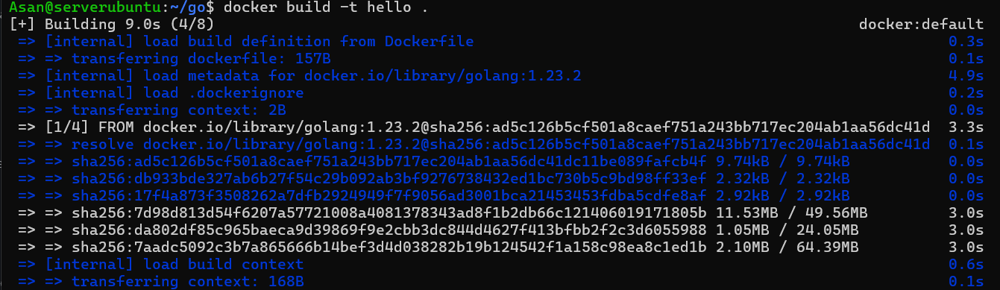 Asan@serverubuntu:~/go$ docker build -t hello .
[+] Building 9.0s (4/8) docker:default
=> [internal] load build definition from Dockerfile 0.3s
=> => transferring dockerfile: 157B 0.1s
=> [internal] load metadata for docker.io/library/golang:1.23.2 4.9s
=> [internal] load .dockerignore 0.2s
=> => transferring context: 2B 0.0s
=> [1/4] FROM docker.io/library/golang:1.23.2@sha256:ad5c126b5cf501a8caef751a243bb717ec204ab1aa56dc41d 3.3s
=> => resolve docker.io/library/golang:1.23.2@sha256:ad5c126b5cf501a8caef751a243bb717ec204ab1aa56dc41d 0.1s
=> => sha256:ad5c126b5cf501a8caef751a243bb717ec204ab1aa56dc41dc11be089fafcb4f 9.74kB / 9.74kB 0.0s
=> => sha256:db933bde327ab6b27f54c29b092ab3bf9276738432ed1bc730b5c9bd98ff33ef 2.32kB / 2.32kB 0.0s
=> => sha256:17f4a873f3508262a7dfb2924949f7f9056ad3001bca21453453fdba5cdfe8af 2.92kB / 2.92kB 0.0s
=> => sha256:7d98d813d54f6207a57721008a4081378343ad8f1b2db66c121406019171805b 11.53MB / 49.56MB 3.0s
=> => sha256:da802df85c965baeca9d39869f9e2cbb3dc844d4627f413bfbb2f2c3d6055988 1.05MB / 24.05MB 3.0s
=> => sha256:7aadc5092c3b7a865666b14bef3d4d038282b19b124542f1a158c98ea8c1ed1b 2.10MB / 64.39MB 3.0s
=> [internal] load build context 0.6s
=> => transferring context: 168B 0.1s